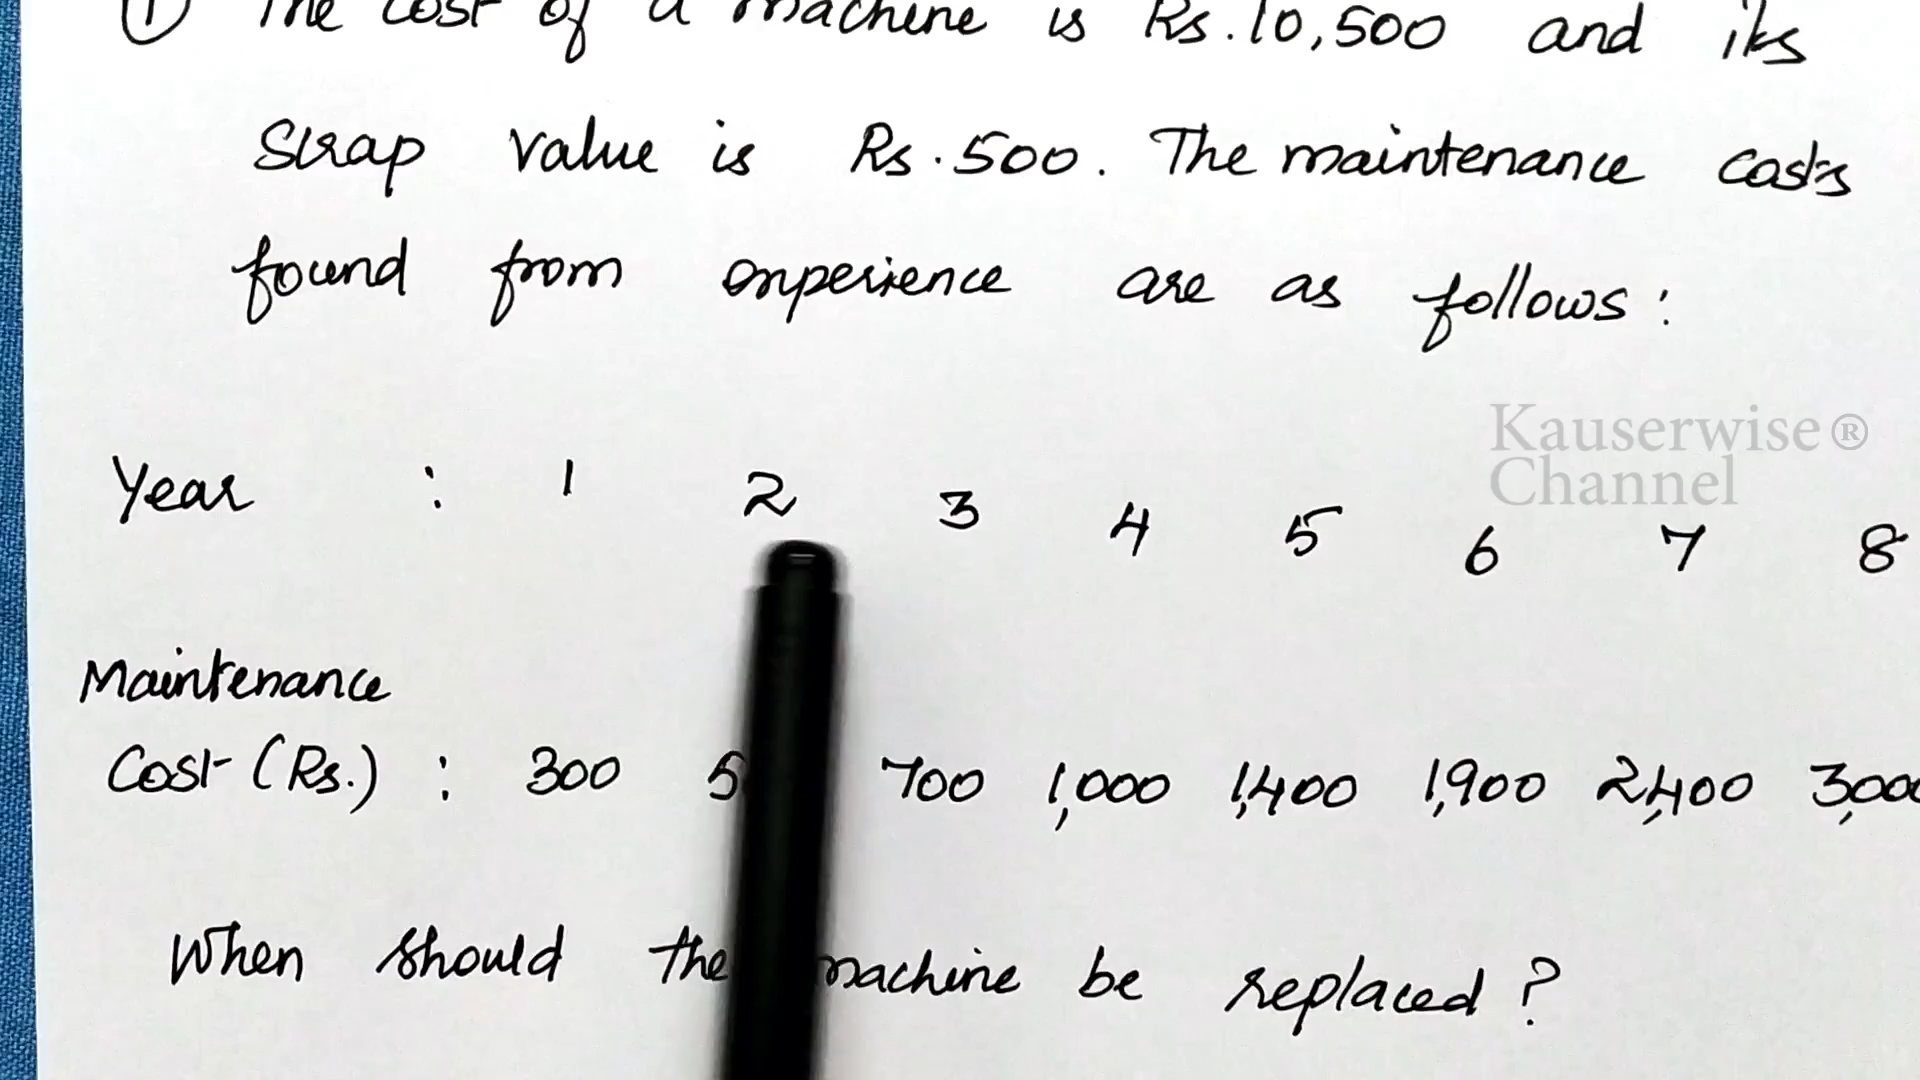 ① The cost of a machine is Rs.10,500 and its
Scrap value is Rs.500. The maintenance costs
found from experience are as follows:
Kauserwise®
Channel
Year : 1 2 3 4 5 6 7 8
Maintenance
Cost (Rs.) : 300 700 1,000 1,400 1,900 2,400
When should the machine be replaced?